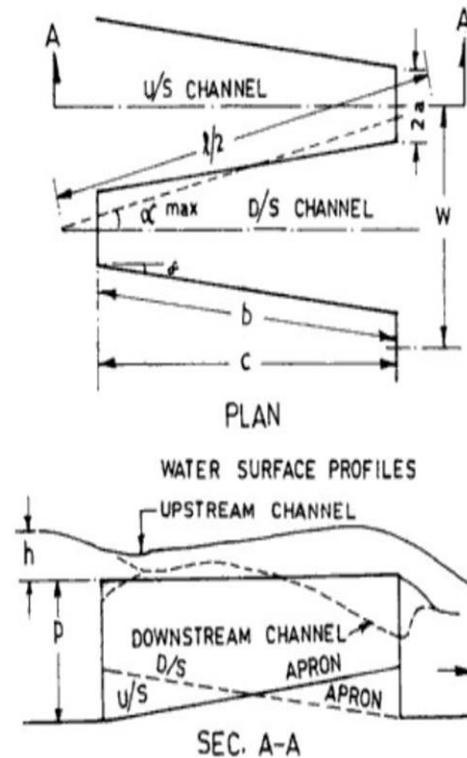 A A
U/S CHANNEL
2a
l/2
W
α max
D/S CHANNEL
α
b
c
PLAN
WATER SURFACE PROFILES
UPSTREAM CHANNEL
h
P
DOWNSTREAM CHANNEL
D/S APRON
U/S APRON
SEC. A-A